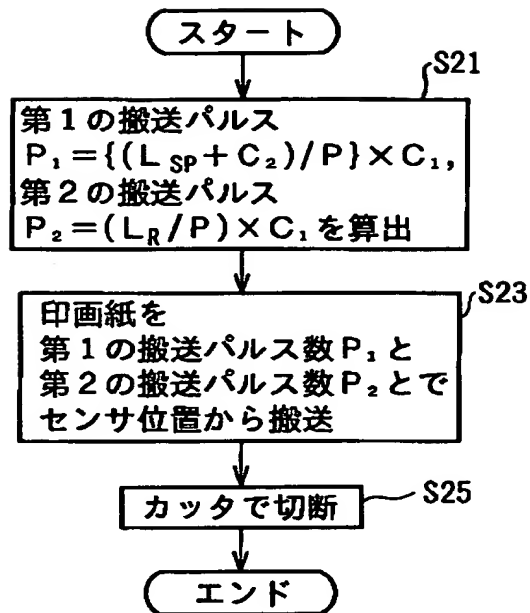 スタート
S21
第1の搬送パルス
P₁={(L_SP+C₂)/P}×C₁,
第2の搬送パルス
P₂=(L_R/P)×C₁を算出
S23
印画紙を
第1の搬送パルス数P₁と
第2の搬送パルス数P₂とで
センサ位置から搬送
S25
カッタで切断
エンド